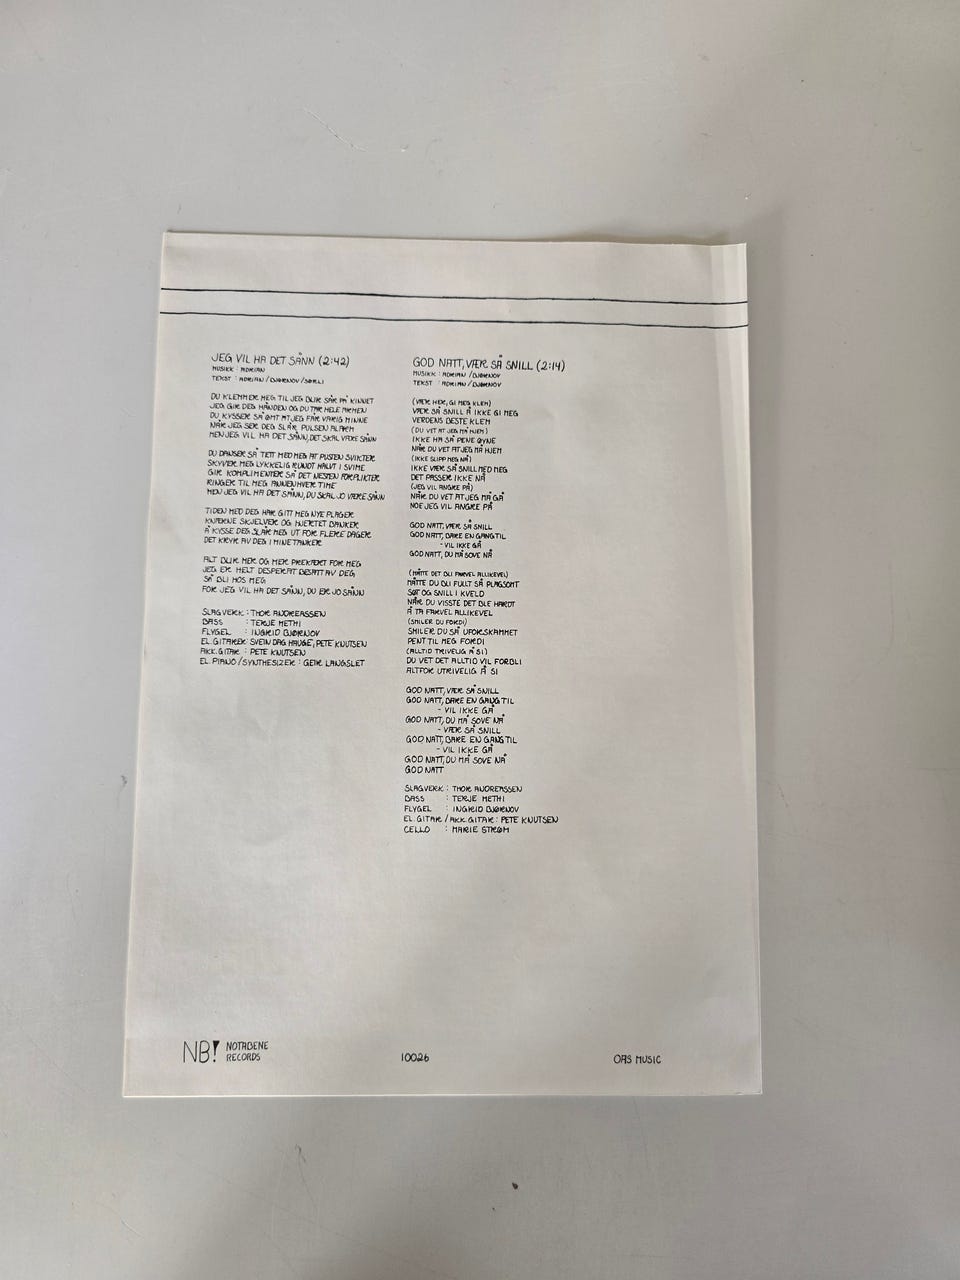 JEG VIL HA DET SÅNN (2:42)
MUSIKK : ADRIAN
TEKST : ADRIAN / BJØRNOV / SØRLI
DU KLEMMER MEG TIL JEG BLIR SÅR PÅ KINNET
JEG GIR DEG HÅNDEN OG DU TAR HELE ARMEN
DU KYSSER SÅ ØMT AT JEG FÅR VARIG MINNE
NÅR JEG SER DEG SLÅR PULSEN ALARM
MEN JEG VIL HA DET SÅNN, DET SKAL VÆRE SÅNN
DU DANSER SÅ TETT MED MEG AT PUSTEN SVIKTER
SKYVER MEG LYKKELIG RUNDT HALVT I SVIME
GIR KOMPLIMENTER SÅ DET NESTEN FORPLIKTER
RINGER TIL MEG ANNENHVER TIME
MEN JEG VIL HA DET SÅNN, DU SKAL JO VÆRE SÅNN
TIDEN MED DEG HAR GITT MEG NYE PLAGER
KNÆRNE SKJELVER OG HJERTET BANKER
Å KYSSE DEG SLÅR MEG UT FOR FLERE DAGER
DET KRYR AV DEG I MINE TANKER
ALT BLIR MER OG MER PREKÆRT FOR MEG
JEG ER HELT DESPERAT BESATT AV DEG,
SÅ BLI HOS MEG
FOR JEG VIL HA DET SÅNN, DU ER JO SÅNN
SLAGVERK : THOR ANDREASSEN
BASS : TERJE METHI
FLYGEL : INGRID BJØRNOV
EL. GITARER : SVEIN DAG HAUGE, PETE KNUTSEN
AKK. GITAR : PETE KNUTSEN
EL. PIANO / SYNTHESIZER : GEIR LANGSLET
GOD NATT, VÆR SÅ SNILL (2:14)
MUSIKK : ADRIAN / BJØRNOV
TEKST : ADRIAN / BJØRNOV
(VÆR HER, GI MEG KLEM)
VÆR SÅ SNILL Å IKKE GI MEG
VERDENS BESTE KLEM
(DU VET AT JEG MÅ HJEM)
IKKE HA SÅ PENE ØYNE
NÅR DU VET AT JEG MÅ HJEM
(IKKE SLIPP MEG NÅ)
IKKE VÆR SÅ SNILL MED MEG
DET PASSER IKKE NÅ
(JEG VIL ANGRE PÅ)
NÅR DU VET AT JEG MÅ GÅ
NOE JEG VIL ANGRE PÅ
GOD NATT, VÆR SÅ SNILL
GOD NATT, BARE EN GANG TIL
- VIL IKKE GÅ
GOD NATT, DU MÅ SOVE NÅ
(MÅTTE DET BLI FARVEL ALLIKEVEL)
MÅTTE DU BLI FULLT SÅ PLAGSOMT
SØT OG SNILL I KVELD
NÅR DU VISSTE DET BLE HARDT
Å TA FARVEL ALLIKEVEL
(SMILER DU FORDI)
SMILER DU SÅ UFORSKAMMET
PENT TIL MEG FORDI
(ALLTID TRIVELIG Å SI)
DU VET DET ALLTID VIL FORBLI
ALTFOR UTRIVELIG Å SI
GOD NATT, VÆR SÅ SNILL
GOD NATT, BARE EN GANG TIL
- VIL IKKE GÅ
GOD NATT, DU MÅ SOVE NÅ
- VÆR SÅ SNILL
GOD NATT, BARE EN GANG TIL
- VIL IKKE GÅ
GOD NATT, DU MÅ SOVE NÅ
GOD NATT
SLAGVERK : THOR ANDREASSEN
BASS : TERJE METHI
FLYGEL : INGRID BJØRNOV
EL. GITAR / AKK. GITAR : PETE KNUTSEN
CELLO : MARIE STRØM
NB! NOTABENE
RECORDS
10026
OAS MUSIC